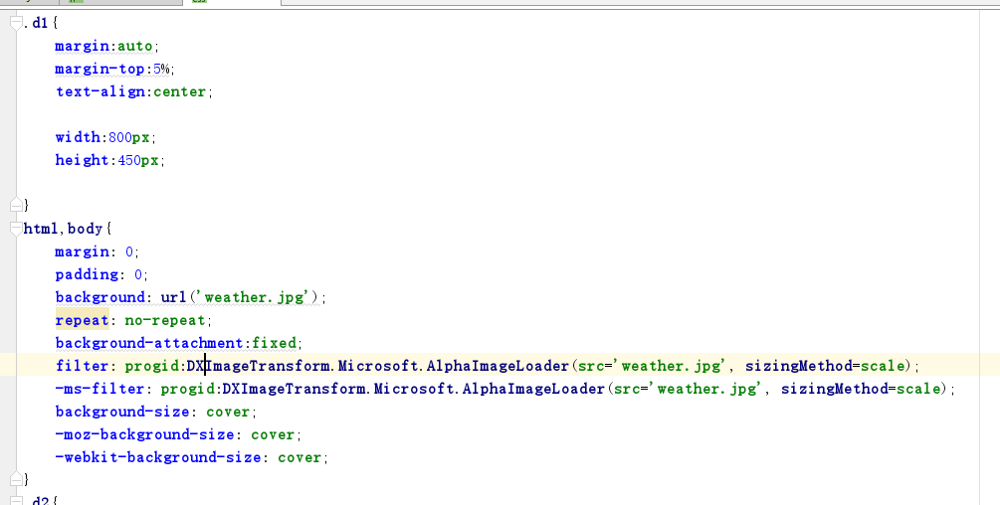 .d1{
margin:auto;
margin-top:5%;
text-align:center;
width:800px;
height:450px;
}
html,body{
margin: 0;
padding: 0;
background: url('weather.jpg');
repeat: no-repeat;
background-attachment:fixed;
filter: progid:DXImageTransform.Microsoft.AlphaImageLoader(src='weather.jpg', sizingMethod=scale);
-ms-filter: progid:DXImageTransform.Microsoft.AlphaImageLoader(src='weather.jpg', sizingMethod=scale);
background-size: cover;
-moz-background-size: cover;
-webkit-background-size: cover;
}
.d2{